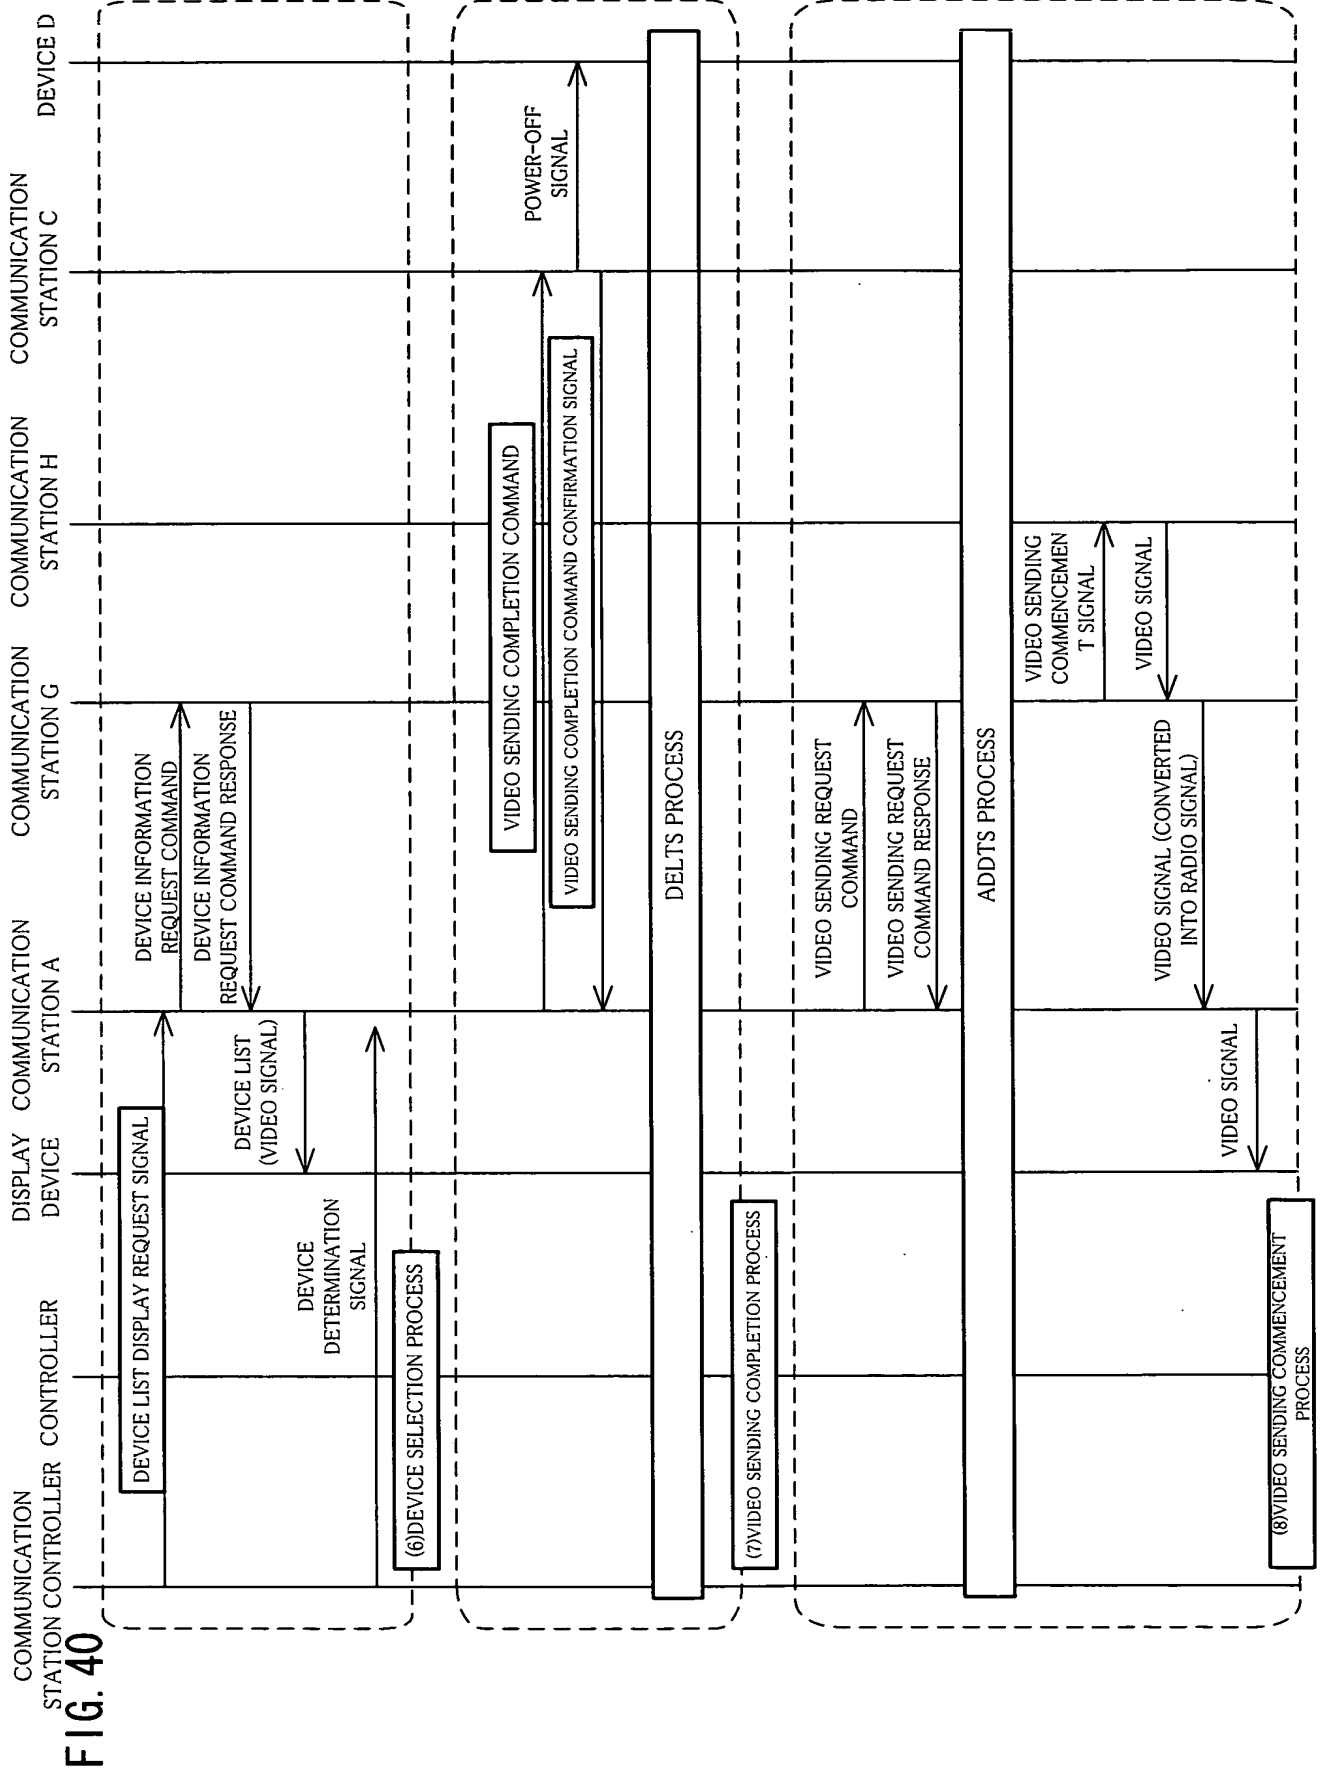 FIG. 40
COMMUNICATION
STATION CONTROLLER
CONTROLLER
DISPLAY
DEVICE
COMMUNICATION
STATION A
COMMUNICATION
STATION G
COMMUNICATION
STATION H
COMMUNICATION
STATION C
DEVICE D
DEVICE LIST DISPLAY REQUEST SIGNAL
DEVICE INFORMATION
REQUEST COMMAND
DEVICE INFORMATION
REQUEST COMMAND RESPONSE
DEVICE LIST
(VIDEO SIGNAL)
DEVICE
DETERMINATION
SIGNAL
(6)DEVICE SELECTION PROCESS
VIDEO SENDING COMPLETION COMMAND
POWER-OFF
SIGNAL
VIDEO SENDING COMPLETION COMMAND CONFIRMATION SIGNAL
DELTS PROCESS
(7)VIDEO SENDING COMPLETION PROCESS
VIDEO SENDING REQUEST
COMMAND
VIDEO SENDING REQUEST
COMMAND RESPONSE
ADDTS PROCESS
VIDEO SENDING
COMMENCEMEN
T SIGNAL
VIDEO SIGNAL
VIDEO SIGNAL (CONVERTED
INTO RADIO SIGNAL)
VIDEO SIGNAL
(8)VIDEO SENDING COMMENCEMENT
PROCESS